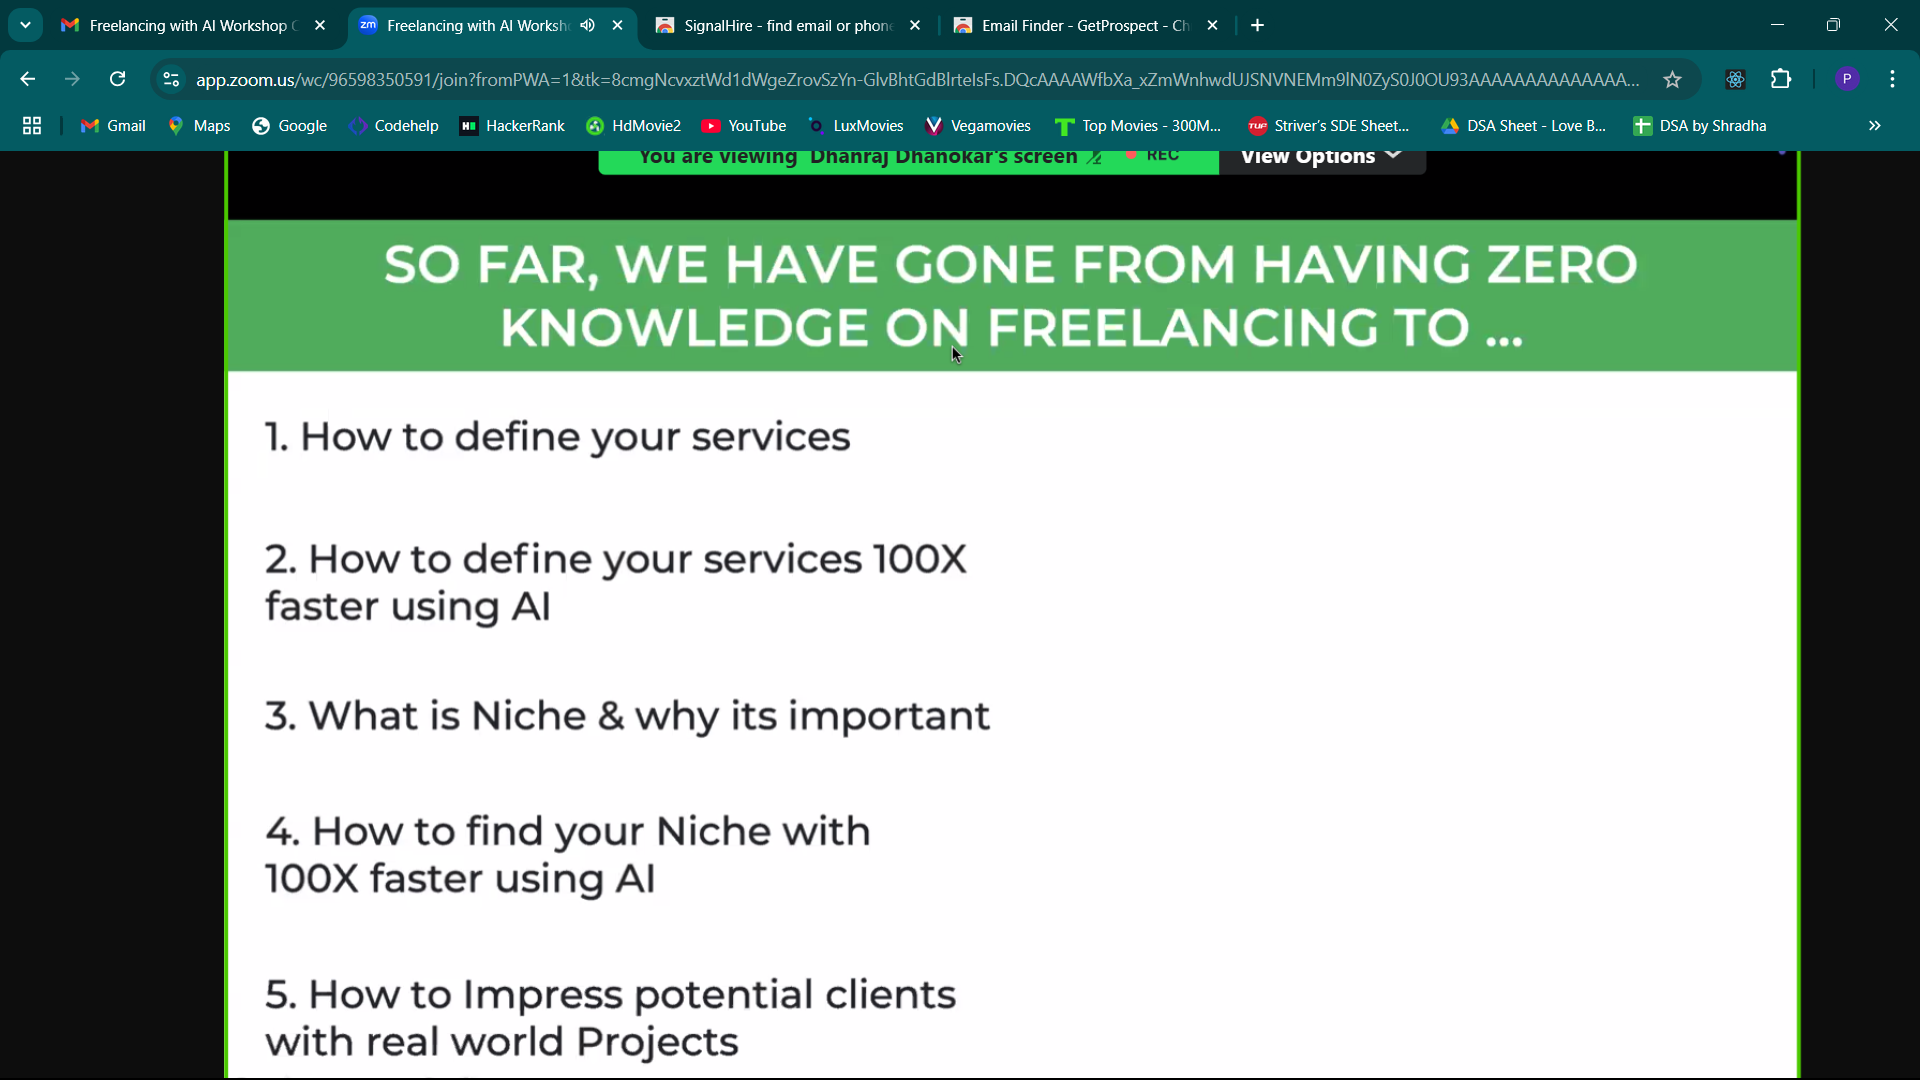 Freelancing with AI Workshop
Freelancing with AI Worksh
SignalHire - find email or phon
Email Finder - GetProspect - Ch
app.zoom.us/wc/96598350591/join?fromPWA=1&tk=8cmgNcvxztWd1dWgeZrovSzYn-GlvBhtGdBlrteIsFs.DQcAAAAWfbXa_xZmWnhwdUJSNVNEMm9lN0ZyS0J0OU93AAAAAAAAAAAAAA...
P
Gmail
Maps
Google
Codehelp
HackerRank
HdMovie2
YouTube
LuxMovies
Vegamovies
Top Movies - 300M...
Striver's SDE Sheet...
DSA Sheet - Love B...
DSA by Shradha
You are viewing Dhanraj Dhanokar's screen
REC
View Options
SO FAR, WE HAVE GONE FROM HAVING ZERO
KNOWLEDGE ON FREELANCING TO ...
1. How to define your services
2. How to define your services 100X
faster using AI
3. What is Niche & why its important
4. How to find your Niche with
100X faster using AI
5. How to Impress potential clients
with real world Projects